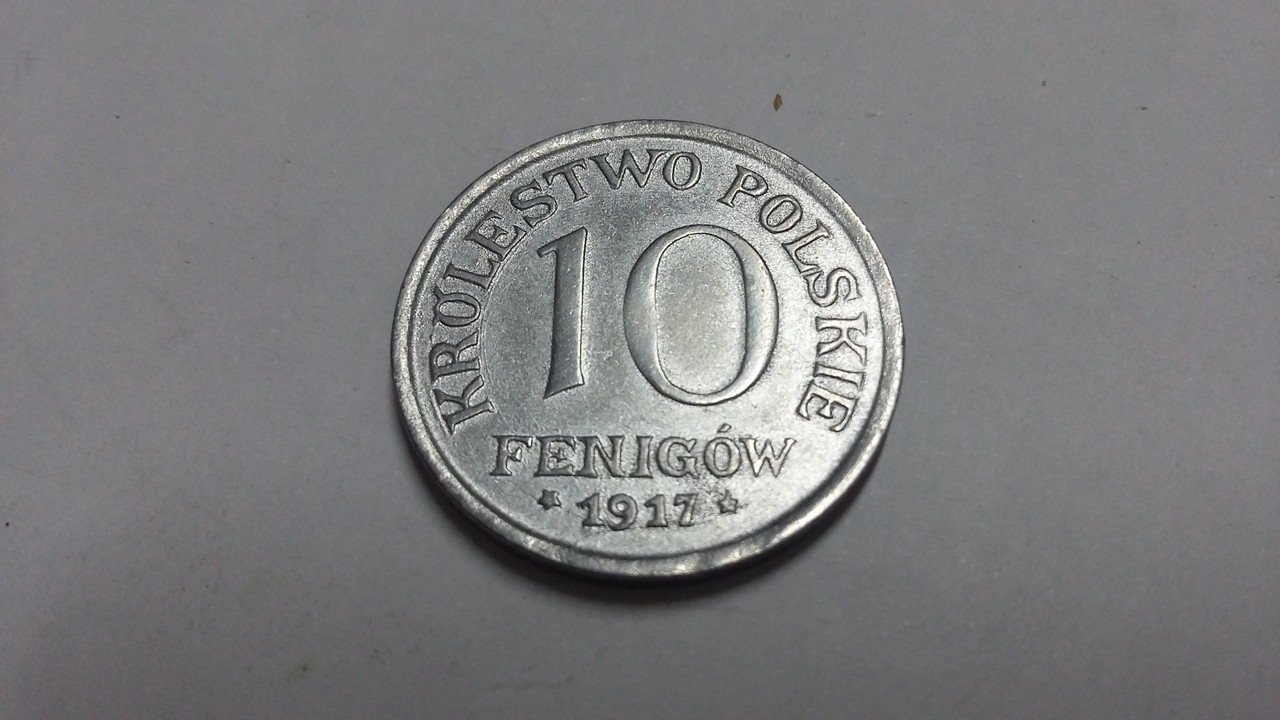 KRÓLESTWO POLSKIE
10
FENIGÓW
* 1917 *